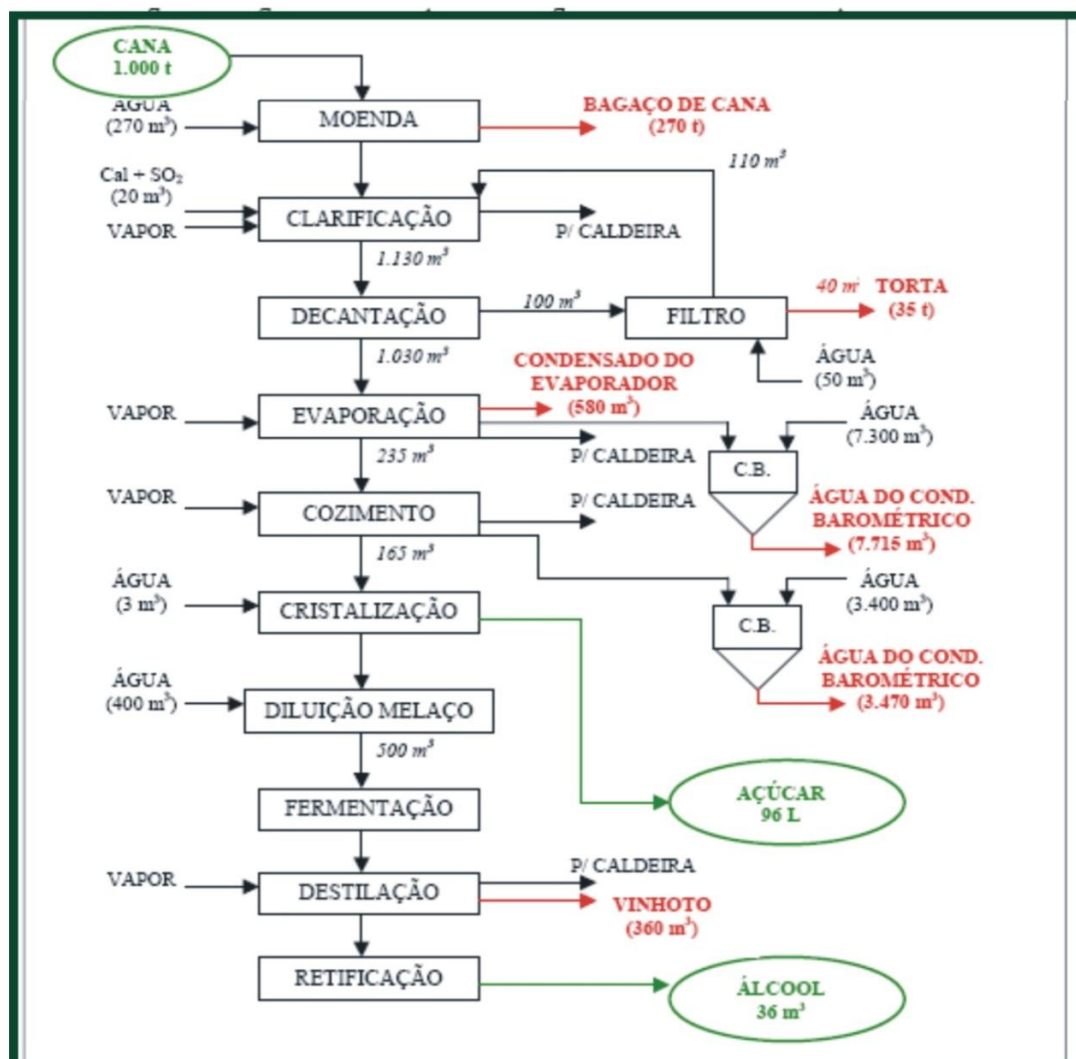 CANA
1.000 t
ÁGUA
(270 m³)
MOENDA
BAGAÇO DE CANA
(270 t)
110 m³
Cal + SO₂
(20 m³)
VAPOR
CLARIFICAÇÃO
P/ CALDEIRA
1.130 m³
DECANTAÇÃO
100 m³
FILTRO
40 m³ TORTA
(35 t)
1.030 m³
ÁGUA
(50 m³)
CONDENSADO DO
EVAPORADOR
(580 m³)
VAPOR
EVAPORAÇÃO
P/ CALDEIRA
ÁGUA
(7.300 m³)
235 m³
C.B.
VAPOR
COZIMENTO
P/ CALDEIRA
ÁGUA DO COND.
BAROMÉTRICO
(7.715 m³)
165 m³
ÁGUA
(3 m³)
CRISTALIZAÇÃO
ÁGUA
(3.400 m³)
C.B.
ÁGUA DO COND.
BAROMÉTRICO
(3.470 m³)
ÁGUA
(400 m³)
DILUIÇÃO MELAÇO
500 m³
FERMENTAÇÃO
AÇÚCAR
96 L
VAPOR
DESTILAÇÃO
P/ CALDEIRA
VINHOTO
(360 m³)
RETIFICAÇÃO
ÁLCOOL
36 m³